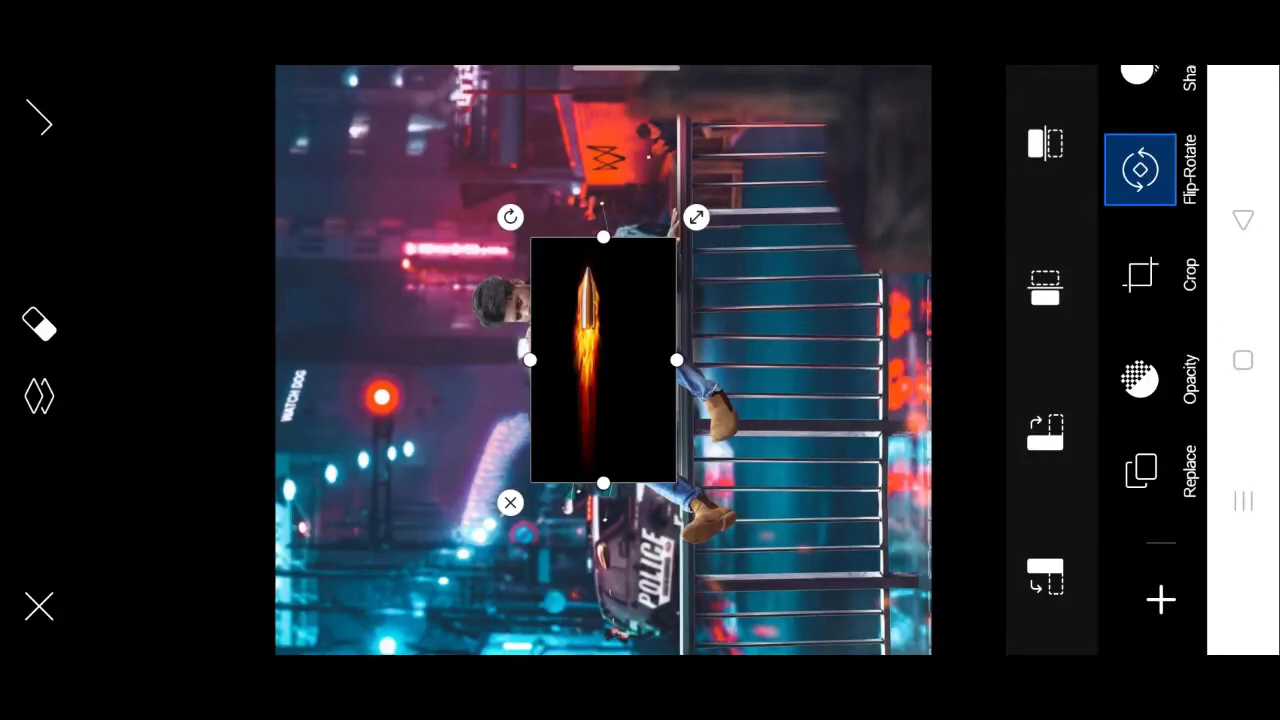 WATCH DOG
POLICE
Replace
Opacity
Crop
Flip-Rotate
Sha